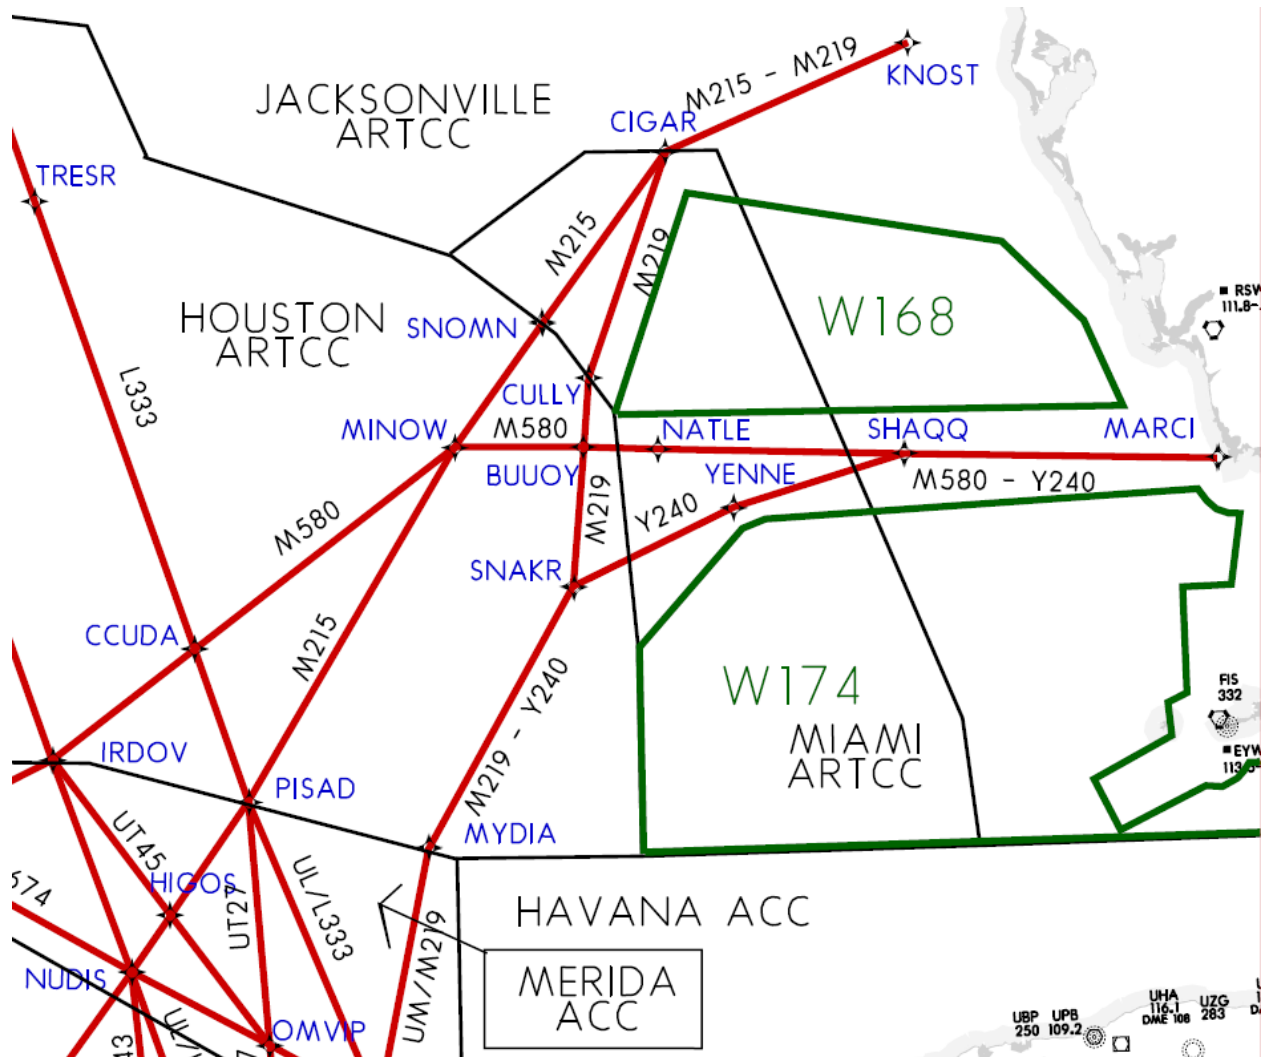 M215 - M219
KNOST
JACKSONVILLE
ARTCC
CIGAR
TRESR
M215
M219
HOUSTON
ARTCC
SNOMN
W168
L333
CULLY
MINOW
M580
NATLE
SHAQQ
MARCI
BUUOY
YENNE
M580 - Y240
M580
M219
Y240
SNAKR
CCUDA
M215
W174
FIS
332
M219 - Y240
MIAMI
ARTCC
IRDOV
PISAD
MYDIA
UT45
HIGOS
UT27
UL/L333
HAVANA ACC
UM/M219
MERIDA
ACC
NUDIS
OMVIP
UBP
250
UPB
109.2
UHA
116.1
DME 108
UZG
283